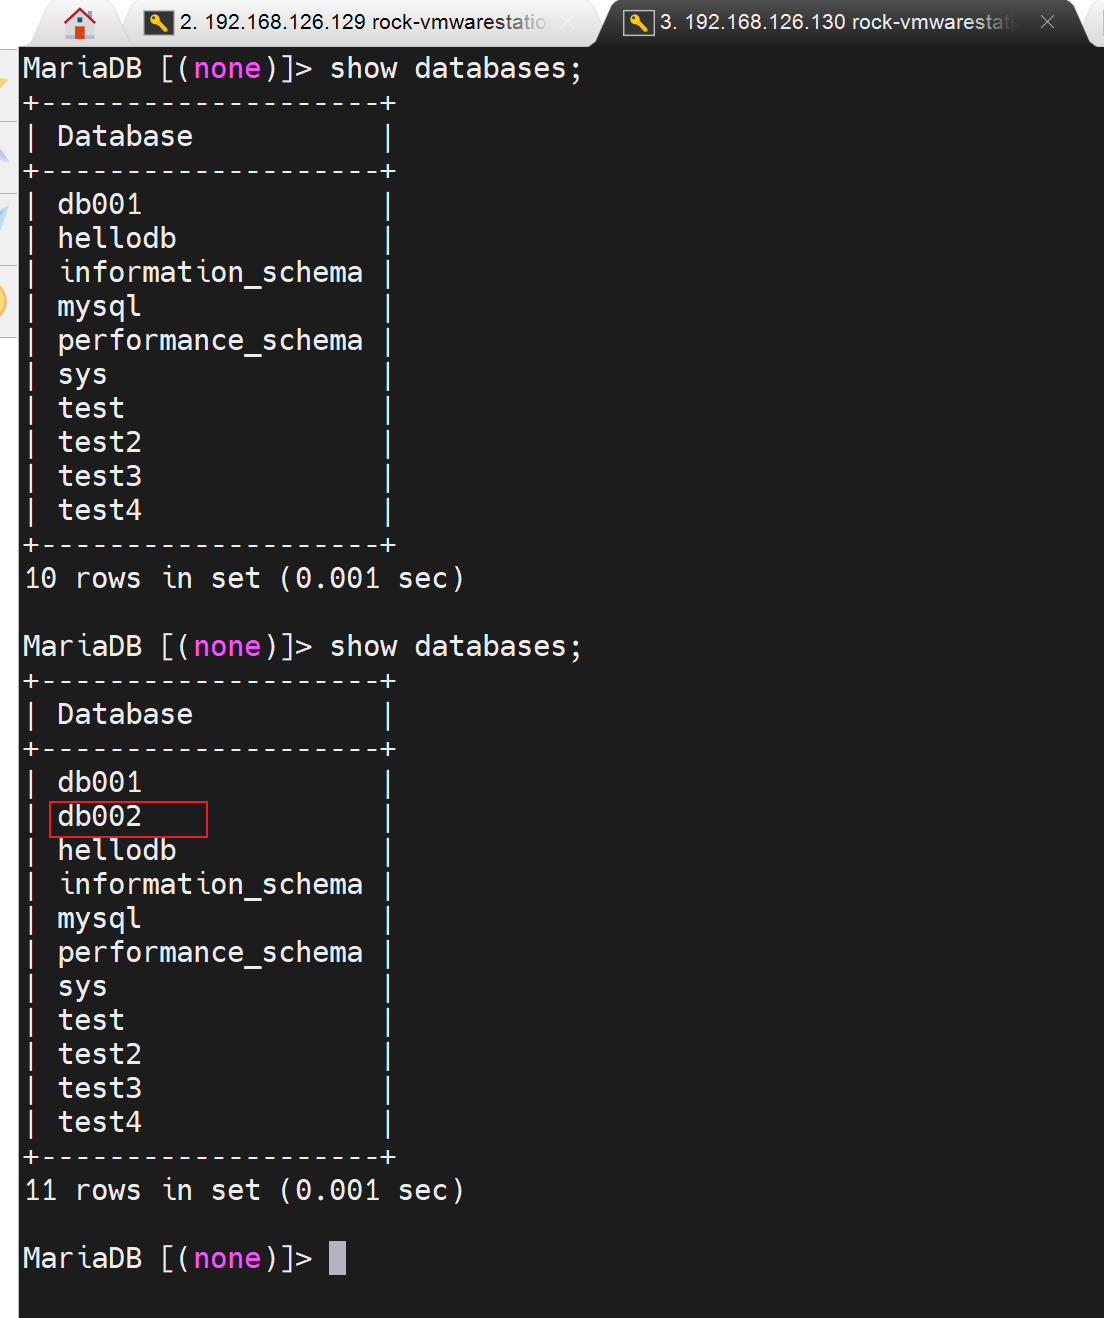 2. 192.168.126.129 rock-vmwarestatio
3. 192.168.126.130 rock-vmwarestati
MariaDB [(none)]> show databases;
+--------------------+
| Database           |
+--------------------+
| db001              |
| hellodb            |
| information_schema |
| mysql              |
| performance_schema |
| sys                |
| test               |
| test2              |
| test3              |
| test4              |
+--------------------+
10 rows in set (0.001 sec)
MariaDB [(none)]> show databases;
+--------------------+
| Database           |
+--------------------+
| db001              |
| db002              |
| hellodb            |
| information_schema |
| mysql              |
| performance_schema |
| sys                |
| test               |
| test2              |
| test3              |
| test4              |
+--------------------+
11 rows in set (0.001 sec)
MariaDB [(none)]>